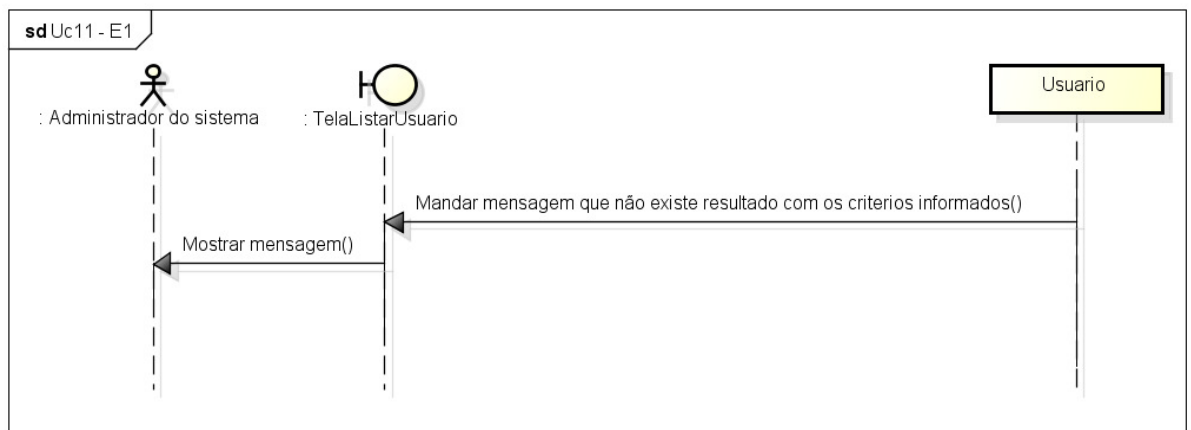 sd Uc11 - E1
: Administrador do sistema
: TelaListarUsuario
Usuario
Mandar mensagem que não existe resultado com os criterios informados()
Mostrar mensagem()